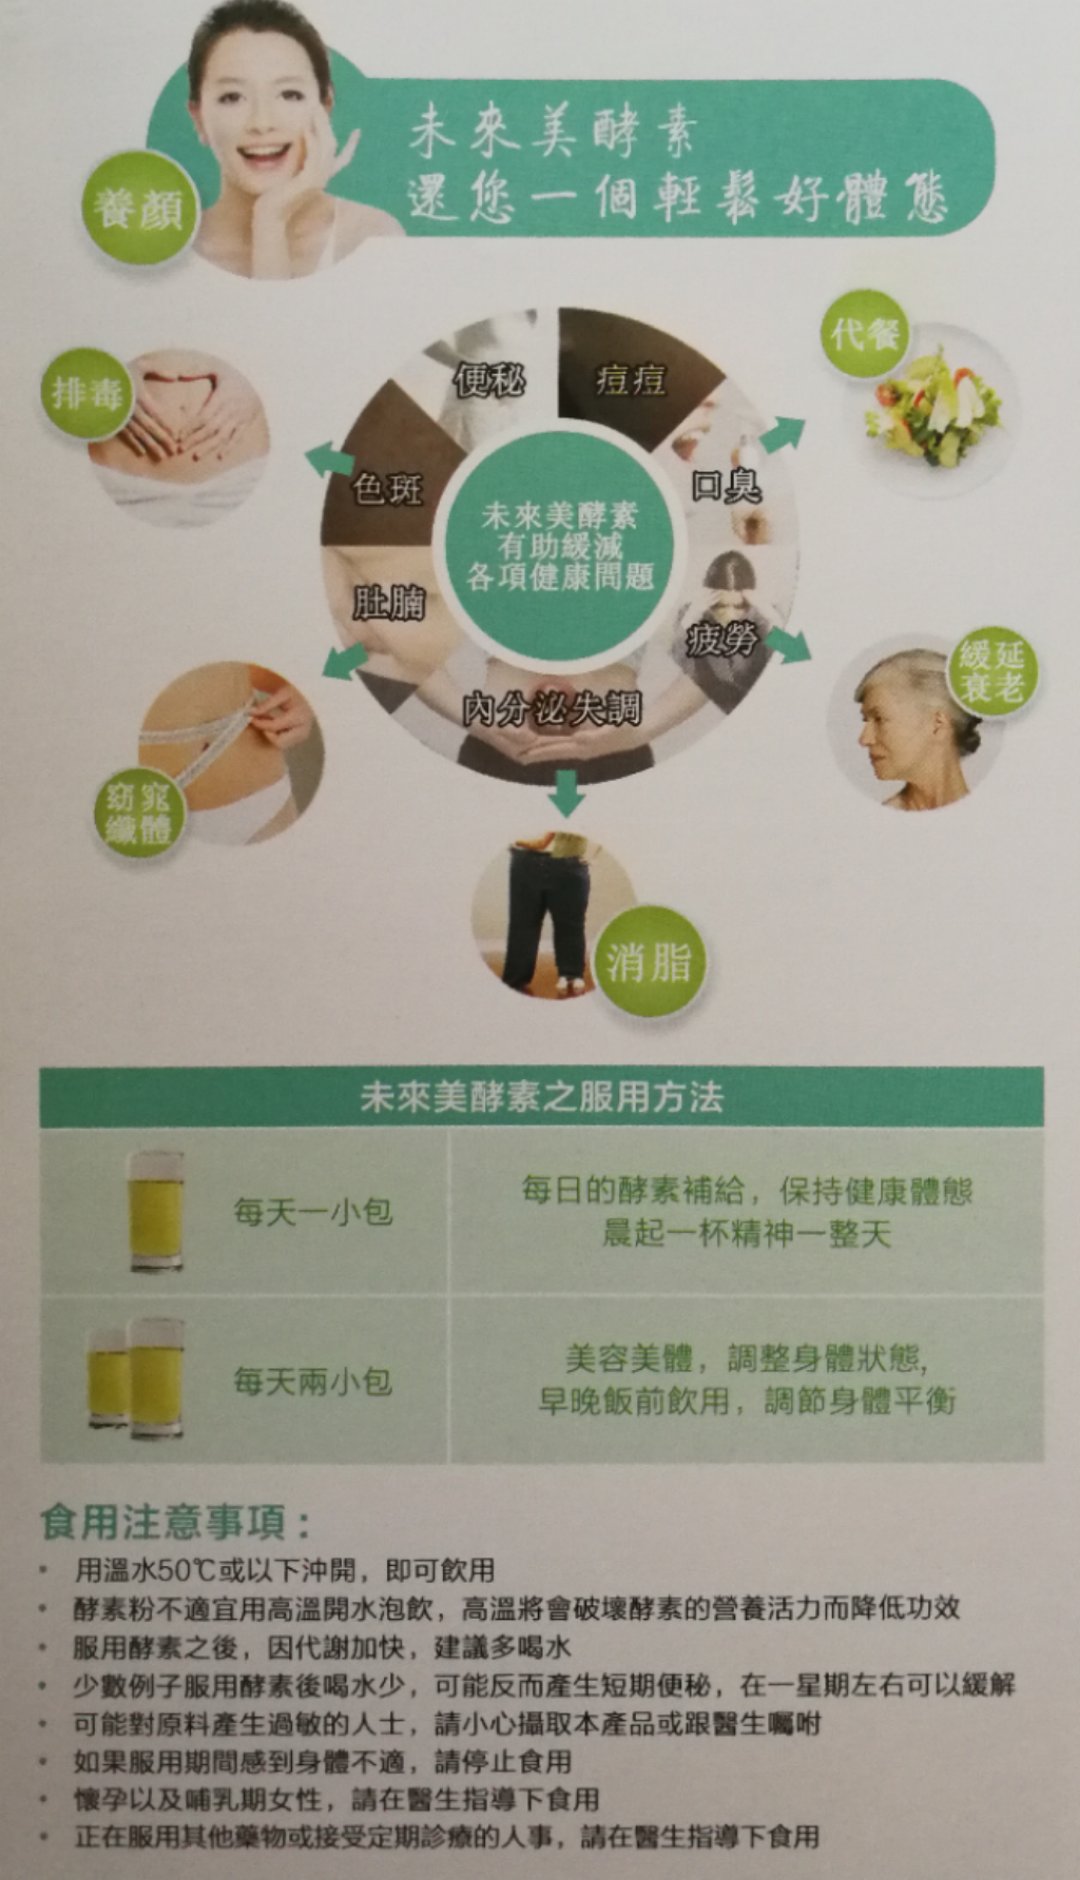 未來美酵素
還您一個輕鬆好體態
養顏
排毒
代餐
便秘
痘痘
色斑
口臭
未來美酵素
有助緩減
各項健康問題
肚腩
疲勞
內分泌失調
緩延
衰老
窈窕
纖體
消脂
未來美酵素之服用方法
每天一小包
每日的酵素補給，保持健康體態
晨起一杯精神一整天
每天兩小包
美容美體，調整身體狀態，
早晚飯前飲用，調節身體平衡
食用注意事項：
• 用溫水50℃或以下沖開，即可飲用
• 酵素粉不適宜用高溫開水泡飲，高溫將會破壞酵素的營養活力而降低功效
• 服用酵素之後，因代謝加快，建議多喝水
• 少數例子服用酵素後喝水少，可能反而產生短期便秘，在一星期左右可以緩解
• 可能對原料產生過敏的人士，請小心攝取本產品或跟醫生囑咐
• 如果服用期間感到身體不適，請停止食用
• 懷孕以及哺乳期女性，請在醫生指導下食用
• 正在服用其他藥物或接受定期診療的人事，請在醫生指導下食用